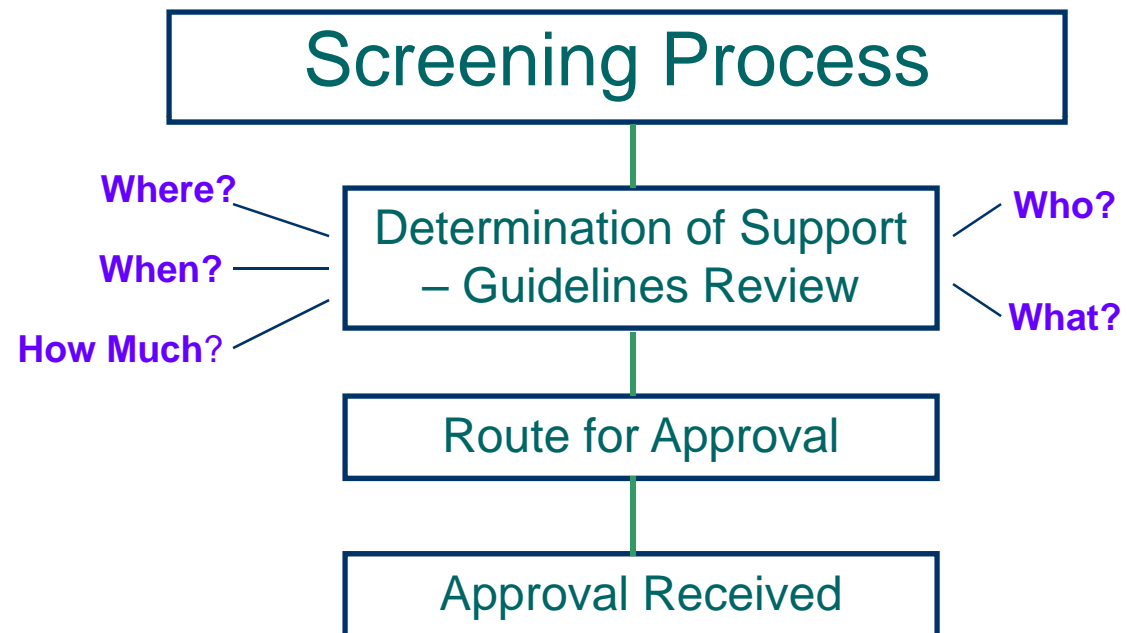 Screening Process
Where?
When?
How Much?
Determination of Support
– Guidelines Review
Who?
What?
Route for Approval
Approval Received